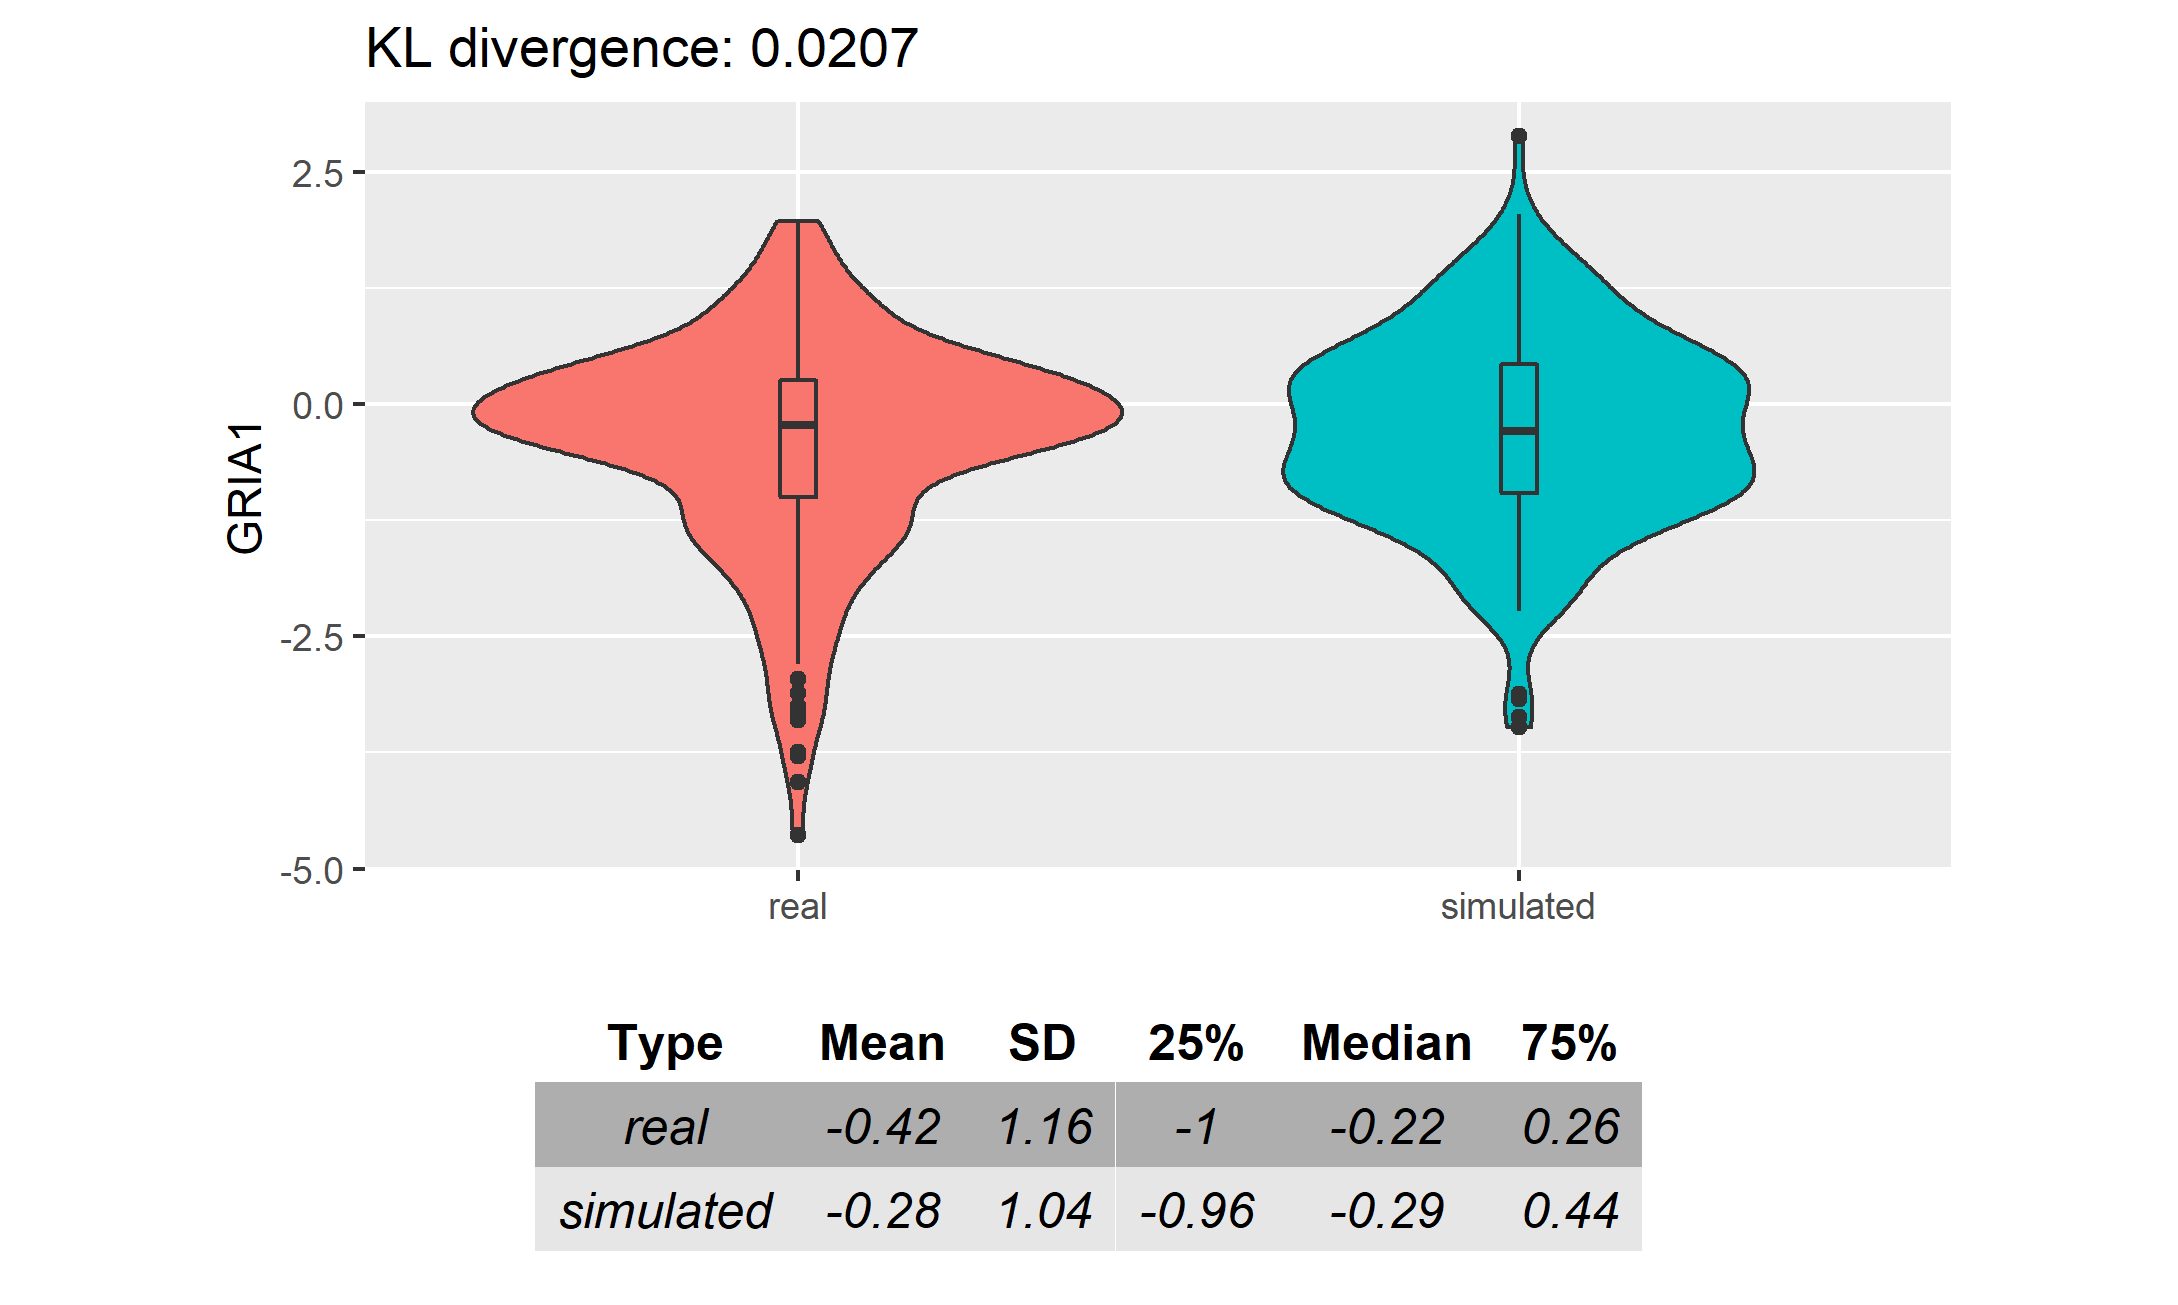 KL divergence: 0.0207
2.5
0.0
-2.5
-5.0
GRIA1
real simulated
Type Mean SD 25% Median 75%
real -0.42 1.16 -1 -0.22 0.26
simulated -0.28 1.04 -0.96 -0.29 0.44